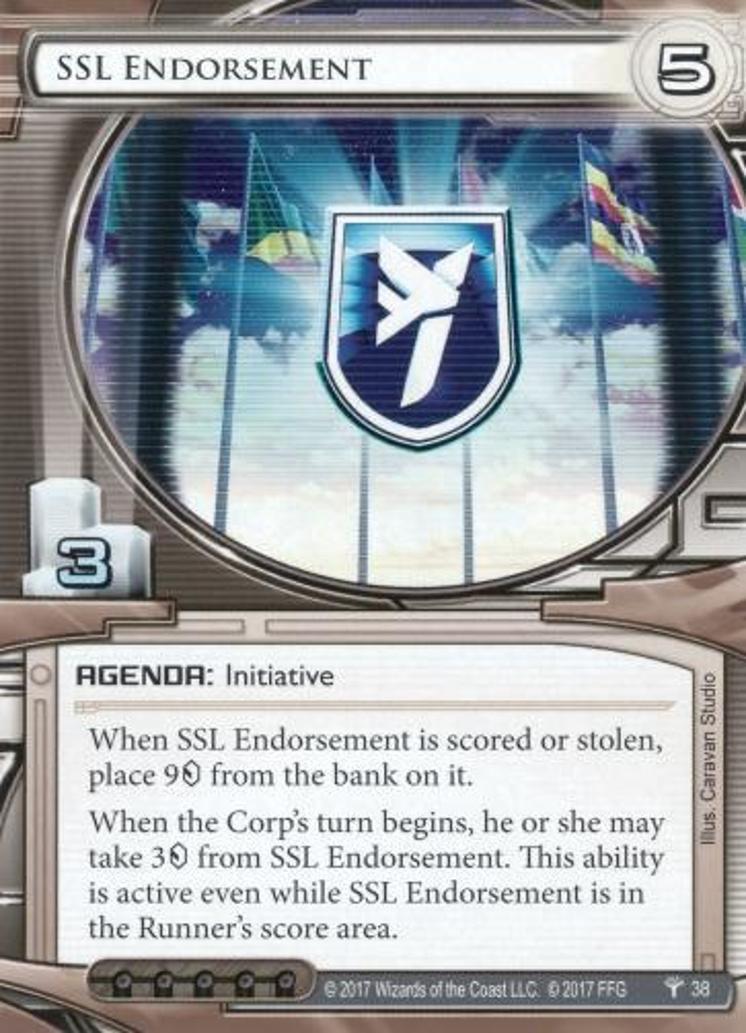 SSL ENDORSEMENT
5
3
AGENDA: Initiative
When SSL Endorsement is scored or stolen,
place 9 from the bank on it.
When the Corp's turn begins, he or she may
take 3 from SSL Endorsement. This ability
is active even while SSL Endorsement is in
the Runner's score area.
Illus. Caravan Studio
© 2017 Wizards of the Coast LLC. © 2017 FFG
38